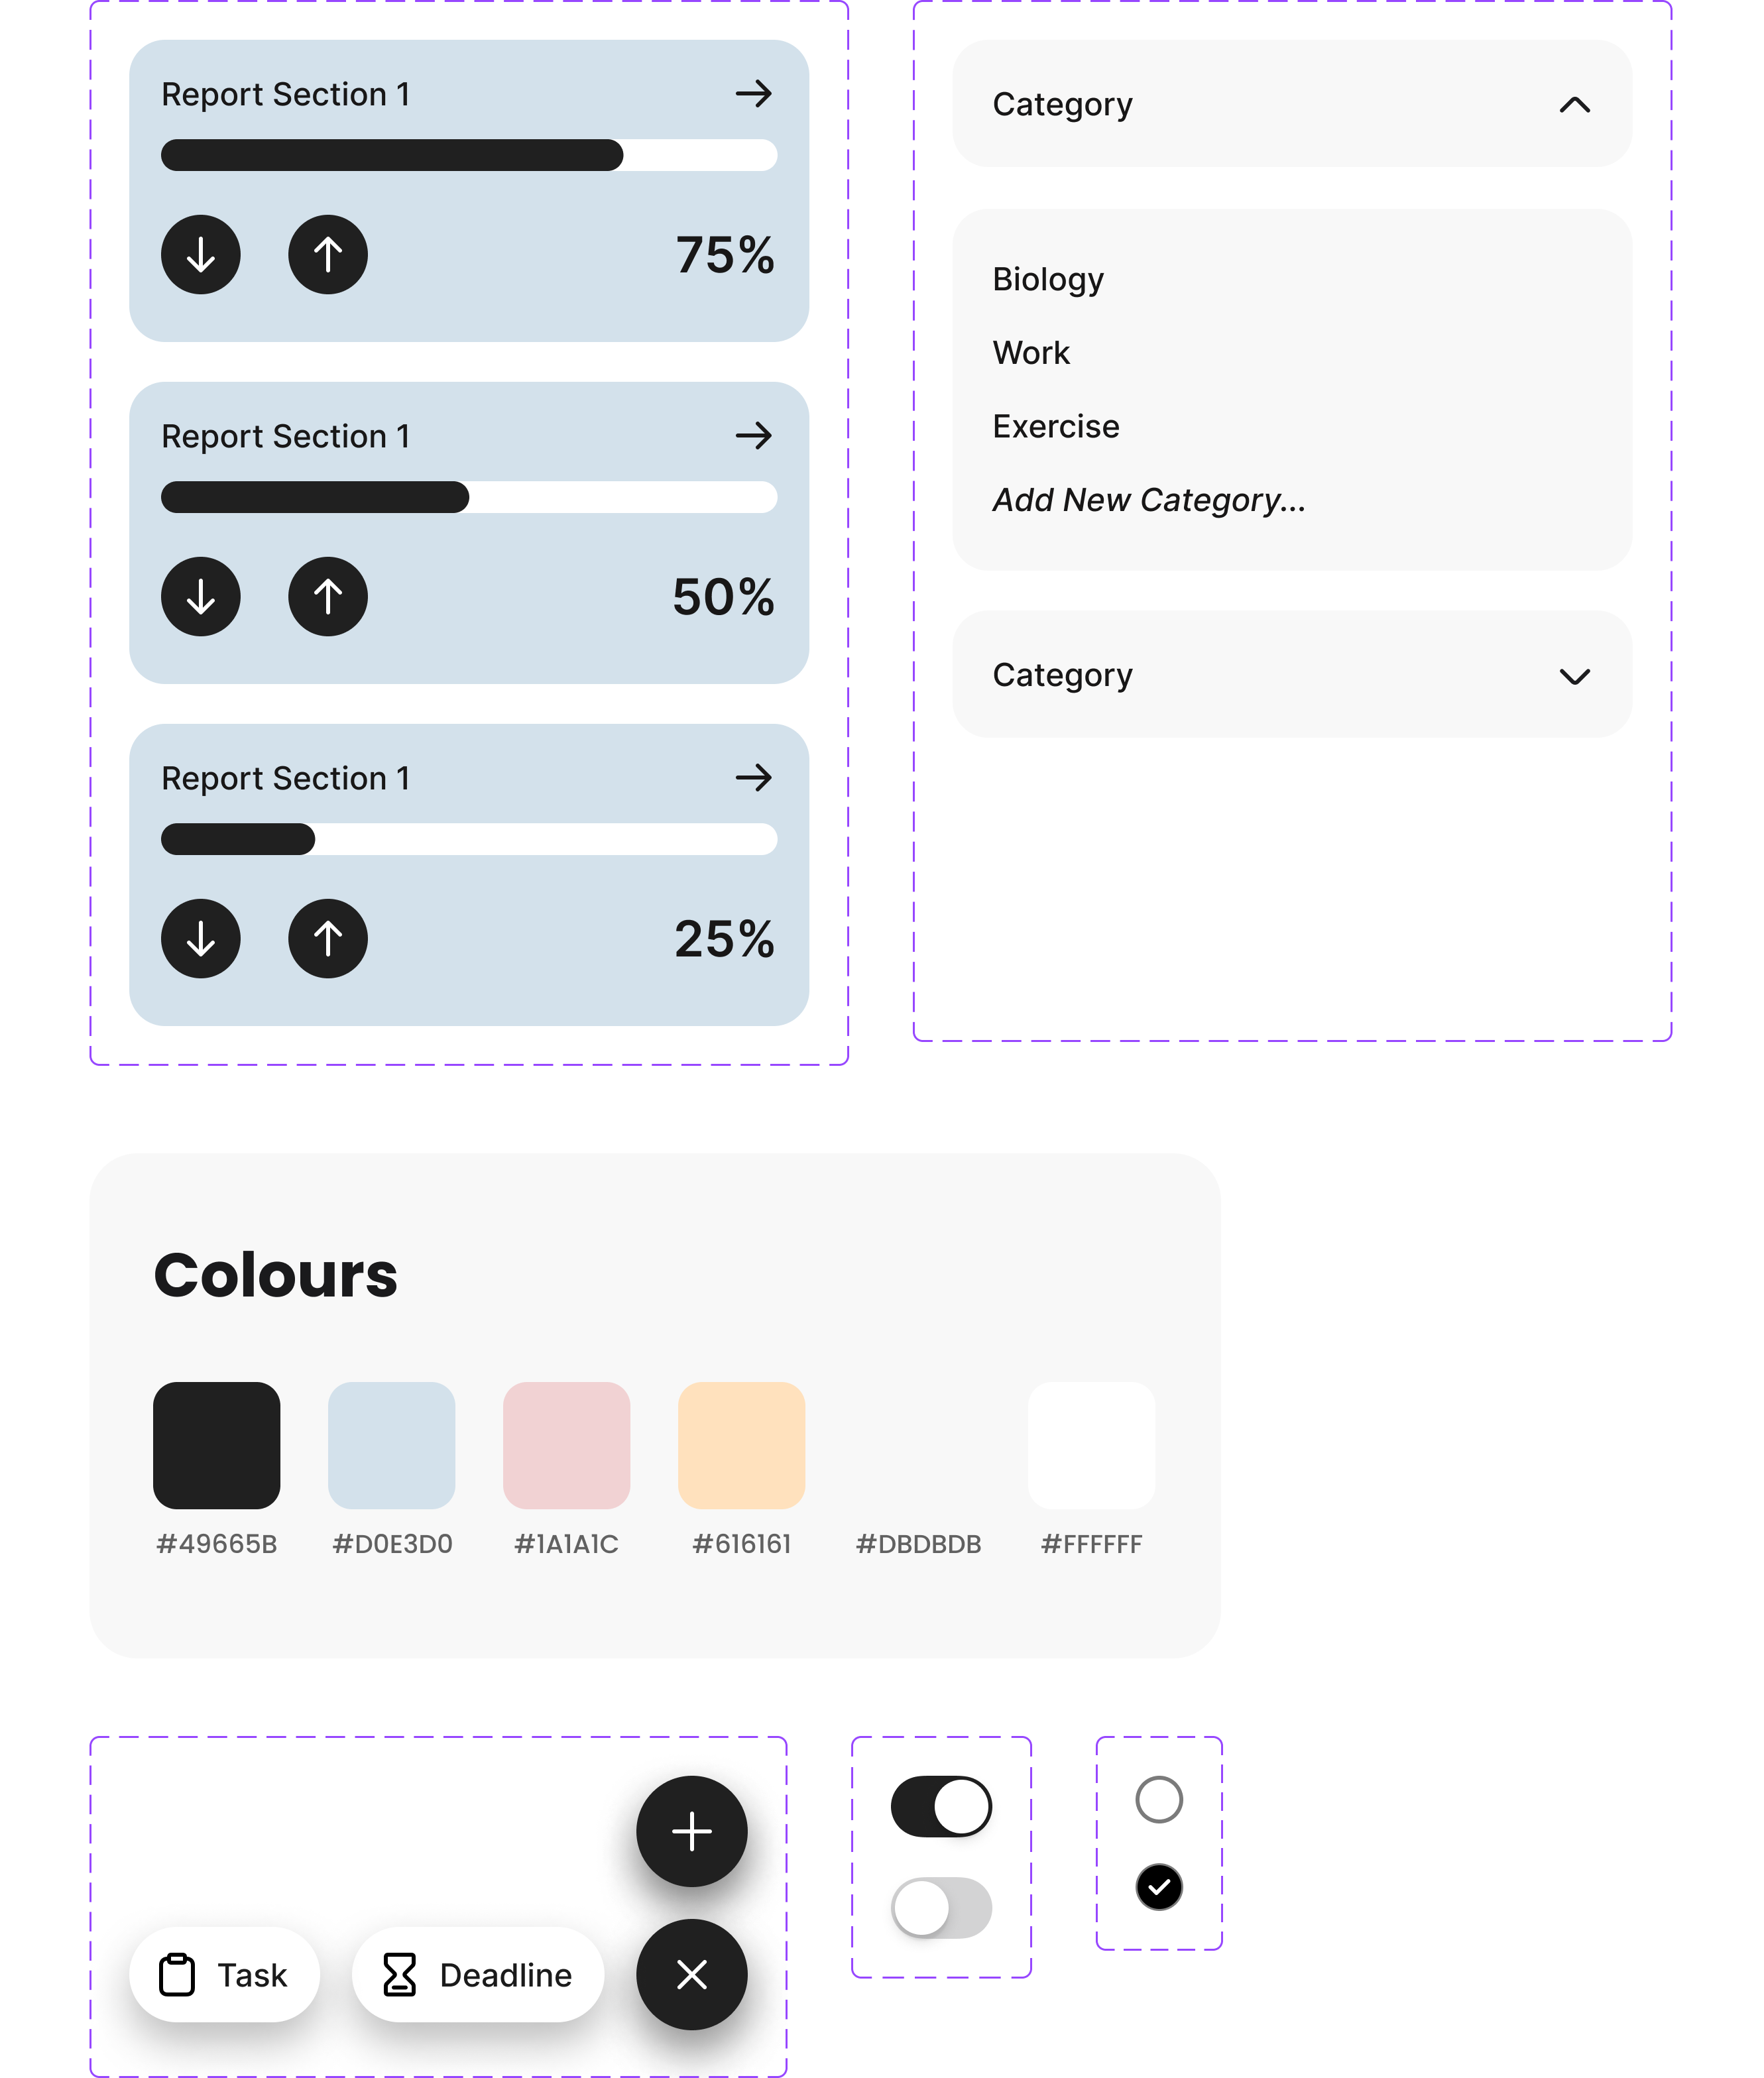 Report Section 1
75%
Report Section 1
50%
Report Section 1
25%
Category
Biology
Work
Exercise
Add New Category...
Category
Colours
#49665B
#D0E3D0
#1A1A1C
#616161
#DBDBDB
#FFFFFF
Task
Deadline